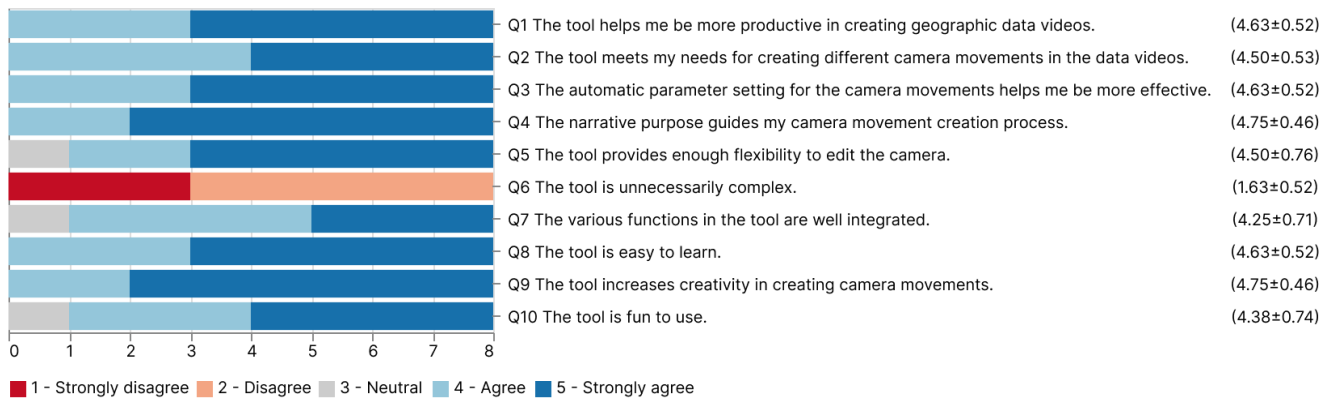 Q1 The tool helps me be more productive in creating geographic data videos. (4.63±0.52)
Q2 The tool meets my needs for creating different camera movements in the data videos. (4.50±0.53)
Q3 The automatic parameter setting for the camera movements helps me be more effective. (4.63±0.52)
Q4 The narrative purpose guides my camera movement creation process. (4.75±0.46)
Q5 The tool provides enough flexibility to edit the camera. (4.50±0.76)
Q6 The tool is unnecessarily complex. (1.63±0.52)
Q7 The various functions in the tool are well integrated. (4.25±0.71)
Q8 The tool is easy to learn. (4.63±0.52)
Q9 The tool increases creativity in creating camera movements. (4.75±0.46)
Q10 The tool is fun to use. (4.38±0.74)
0 1 2 3 4 5 6 7 8
1 - Strongly disagree 2 - Disagree 3 - Neutral 4 - Agree 5 - Strongly agree